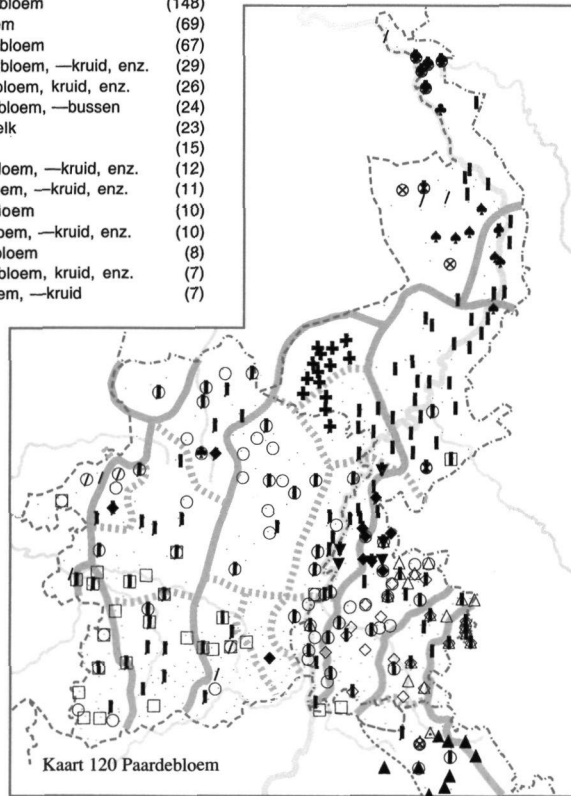 bloem (148)
em (69)
bloem (67)
bloem, —kruid, enz. (29)
bloem, kruid, enz. (26)
bloem, —bussen (24)
elk (23)
(15)
loem, —kruid, enz. (12)
em, —kruid, enz. (11)
loem (10)
oem, —kruid, enz. (10)
bloem (8)
bloem, kruid, enz. (7)
em, —kruid (7)
Kaart 120 Paardebloem